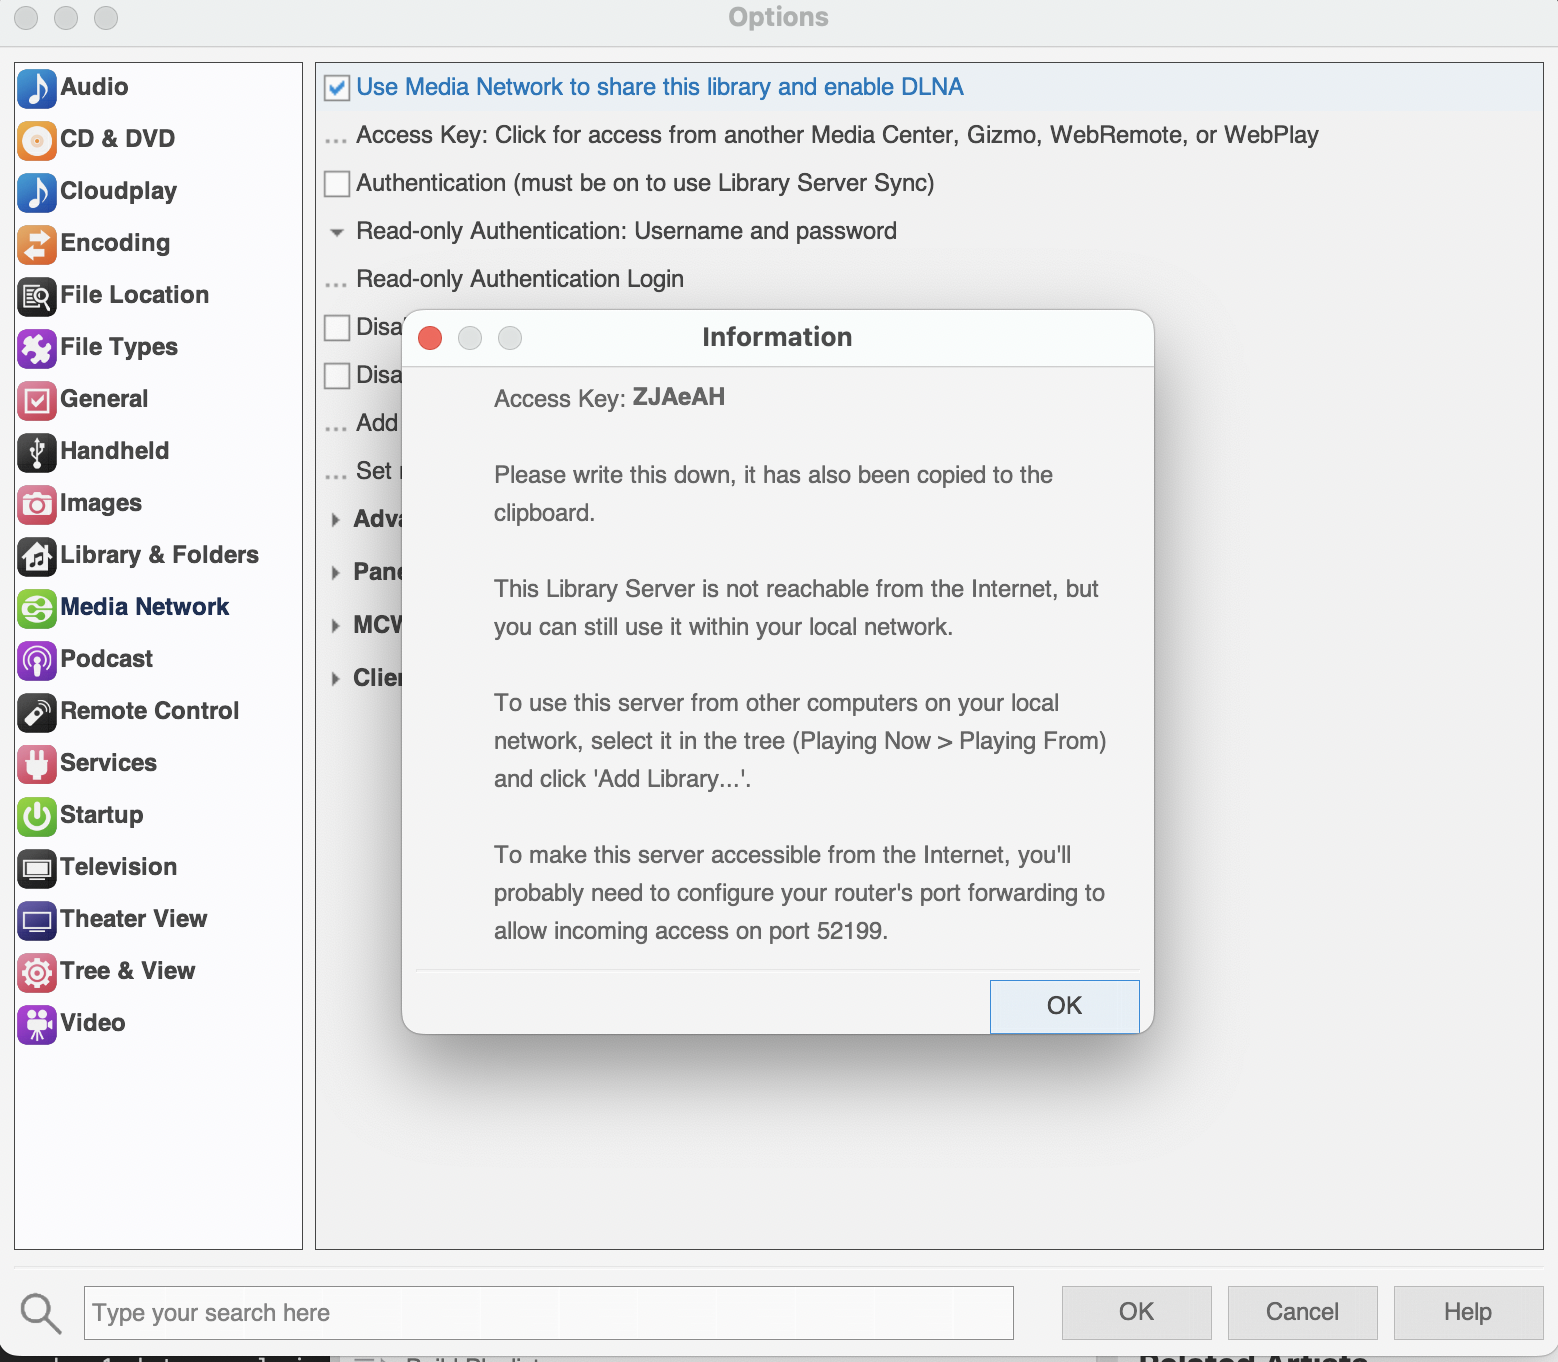 Options
Audio
CD & DVD
Cloudplay
Encoding
File Location
File Types
General
Handheld
Images
Library & Folders
Media Network
Podcast
Remote Control
Services
Startup
Television
Theater View
Tree & View
Video
Use Media Network to share this library and enable DLNA
... Access Key: Click for access from another Media Center, Gizmo, WebRemote, or WebPlay
Authentication (must be on to use Library Server Sync)
Read-only Authentication: Username and password
... Read-only Authentication Login
... Add
... Set
Information
Access Key: ZJAeAH
Please write this down, it has also been copied to the
clipboard.
This Library Server is not reachable from the Internet, but
you can still use it within your local network.
To use this server from other computers on your local
network, select it in the tree (Playing Now > Playing From)
and click 'Add Library...'.
To make this server accessible from the Internet, you'll
probably need to configure your router's port forwarding to
allow incoming access on port 52199.
OK
Type your search here
OK
Cancel
Help